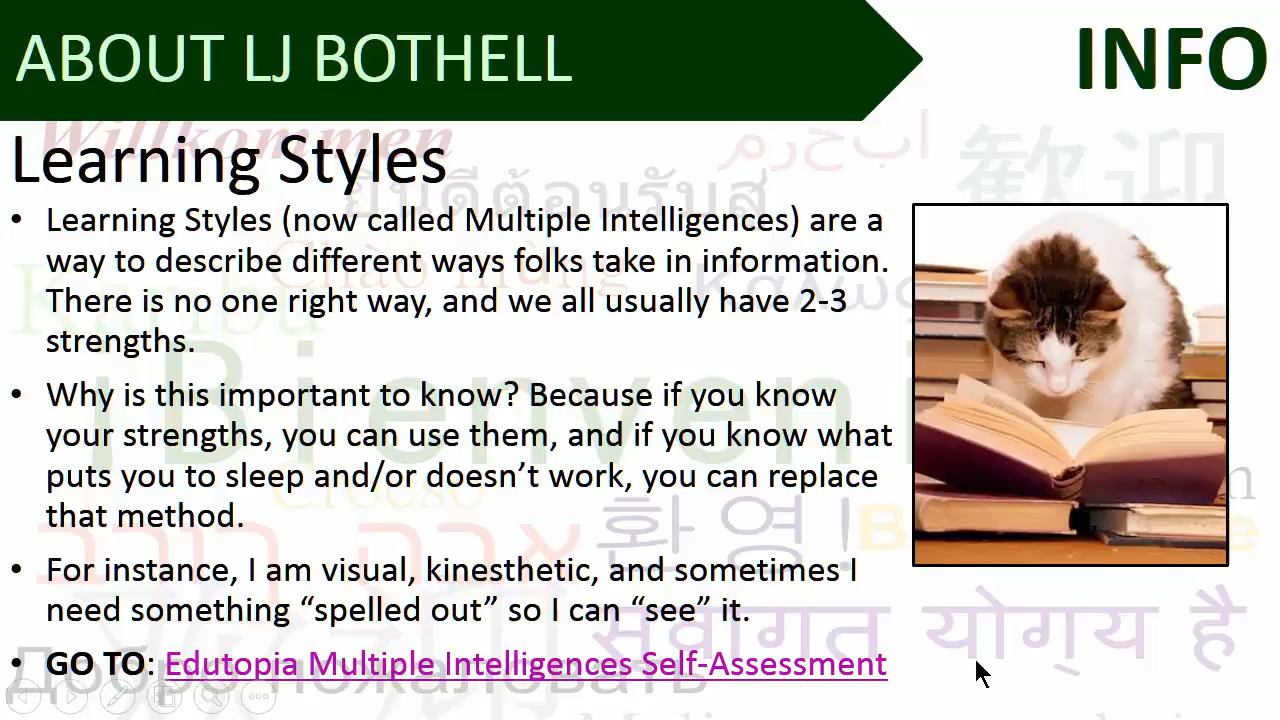 ABOUT LJ BOTHELL
INFO
Willkommen
ابحرم
歡迎
Learning Styles
ยินดีต้อนรับสู่
• Learning Styles (now called Multiple Intelligences) are a
way to describe different ways folks take in information.
There is no one right way, and we all usually have 2-3
strengths.
• Why is this important to know? Because if you know
your strengths, you can use them, and if you know what
puts you to sleep and/or doesn’t work, you can replace
that method.
환영!
• For instance, I am visual, kinesthetic, and sometimes I
need something “spelled out” so I can “see” it.
स्वागत योग्य है
• GO TO: Edutopia Multiple Intelligences Self-Assessment
Добро пожаловать